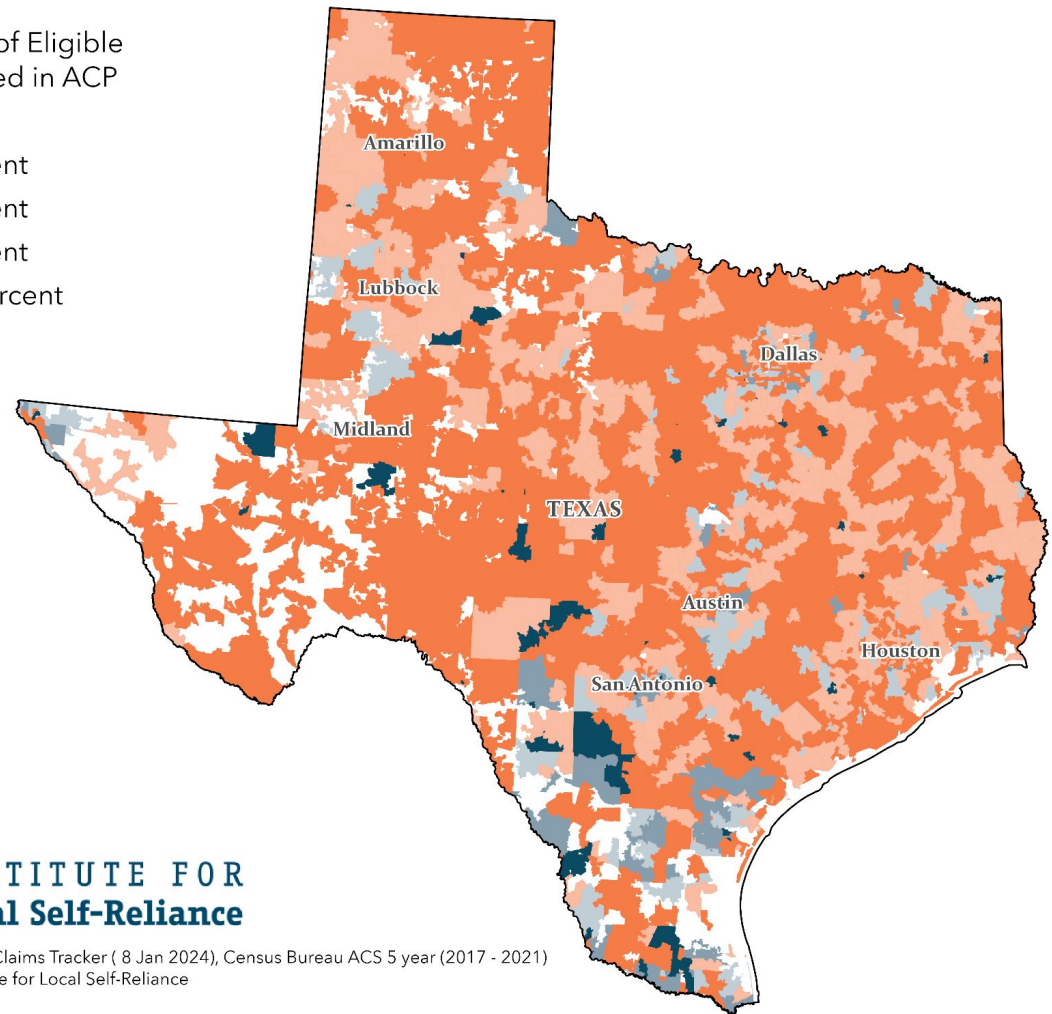 of Eligible
ed in ACP
ent
ent
ent
rcent
Amarillo
Lubbock
Dallas
Midland
TEXAS
Austin
Houston
San Antonio
TITUTE FOR
al Self-Reliance
Claims Tracker ( 8 Jan 2024), Census Bureau ACS 5 year (2017 - 2021)
e for Local Self-Reliance